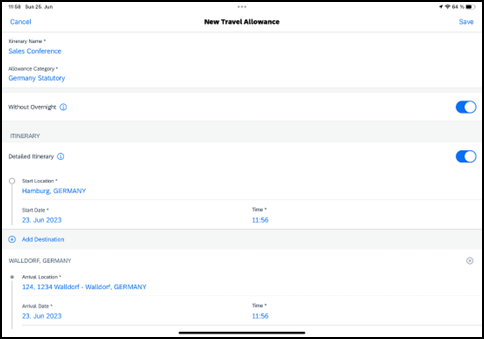 11:58 Sun 25. Jun
64 %
Cancel New Travel Allowance Save
Itinerary Name *
Sales Conference
Allowance Category *
Germany Statutory
Without Overnight
ITINERARY
Detailed Itinerary
Start Location *
Hamburg, GERMANY
Start Date * Time *
23. Jun 2023 11:56
Add Destination
WALLDORF, GERMANY
Arrival Location *
124, 1234 Walldorf - Walldorf, GERMANY
Arrival Date * Time *
23. Jun 2023 11:56